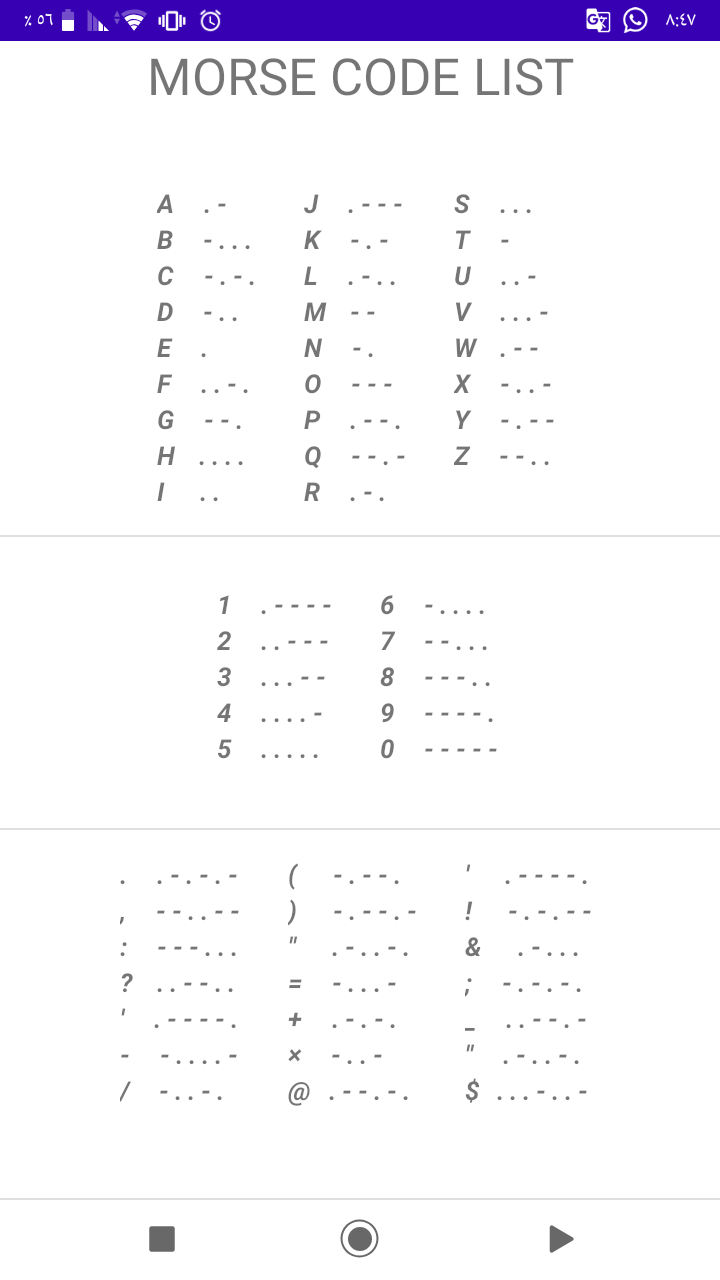 ٪ ٥٦ ٨:٤٧
MORSE CODE LIST
A .- J .--- S ...
B -... K -.- T -
C -.-. L .-.. U ..-
D -.. M -- V ...-
E . N -. W .--
F ..-. O --- X -..-
G --. P .--. Y -.--
H .... Q --.- Z --..
I .. R .-.
1 .---- 6 -....
2 ..--- 7 --...
3 ...-- 8 ---..
4 ....- 9 ----.
5 ..... 0 -----
. .-.-.- ( -.--. ' .----.
, --..-- ) -.--.- ! -.-.--
: ---... " .-..-. & .-...
? ..--.. = -...- ; -.-.-.
' .----. + .-.-. _ ..--.-
- -....- × -..- " .-..-.
/ -..-. @ .--.-. $ ...-..-